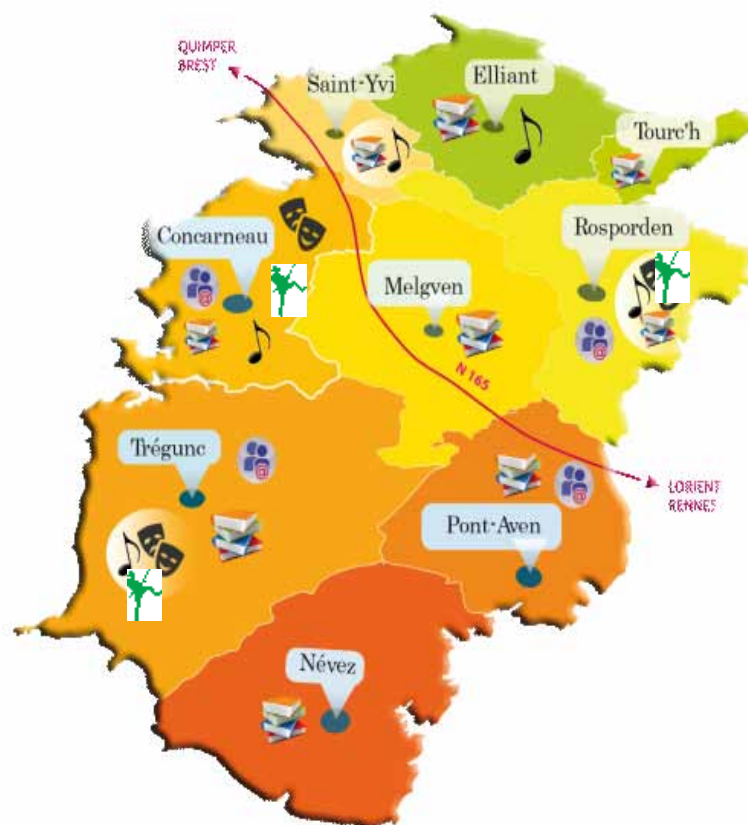 QUIMPER
BREST
Saint-Yvi
Elliant
Tourc'h
Concarneau
Rosporden
Melgven
N 165
Trégunc
LORIENT
RENNES
Pont-Aven
Névez